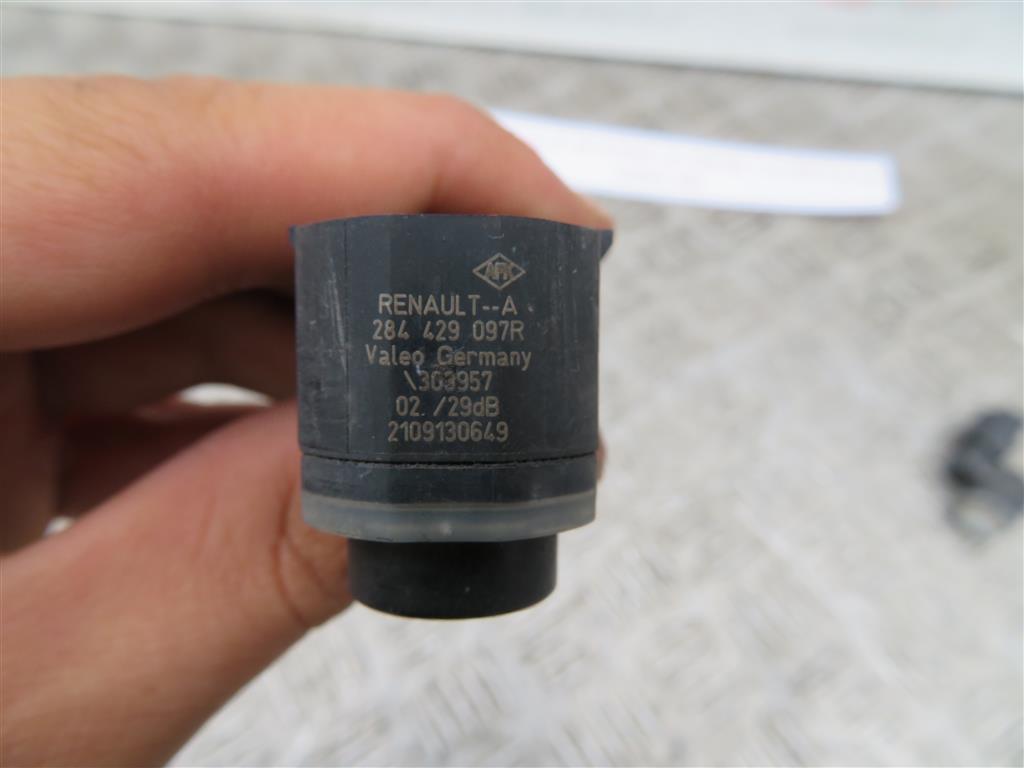 RENAULT--A
284 429 097R
Valeo Germany
\303957
02. /29dB
2109130649